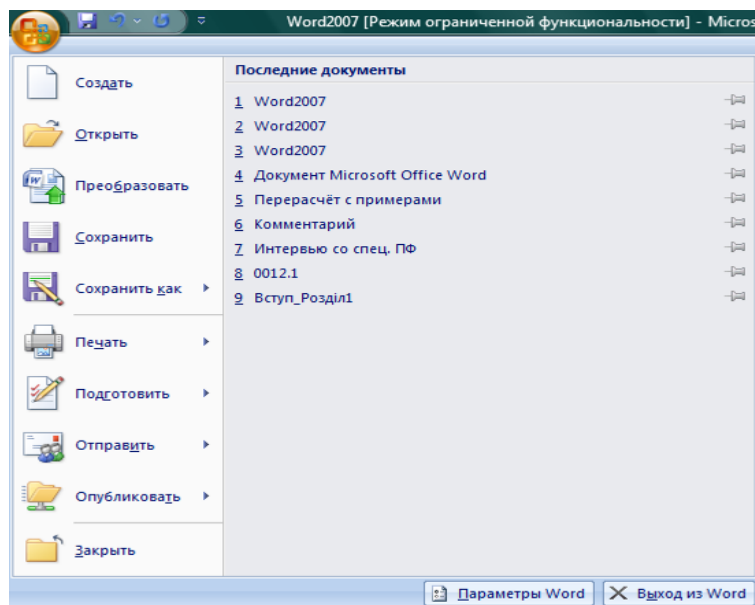 Word2007 [Режим ограниченной функциональности] - Micros
Создать
Открыть
Преобразовать
Сохранить
Сохранить как
Печать
Подготовить
Отправить
Опубликовать
Закрыть
Последние документы
1 Word2007
2 Word2007
3 Word2007
4 Документ Microsoft Office Word
5 Перерасчёт с примерами
6 Комментарий
7 Интервью со спец. ПФ
8 0012.1
9 Вступ_Розділ1
Параметры Word
Выход из Word